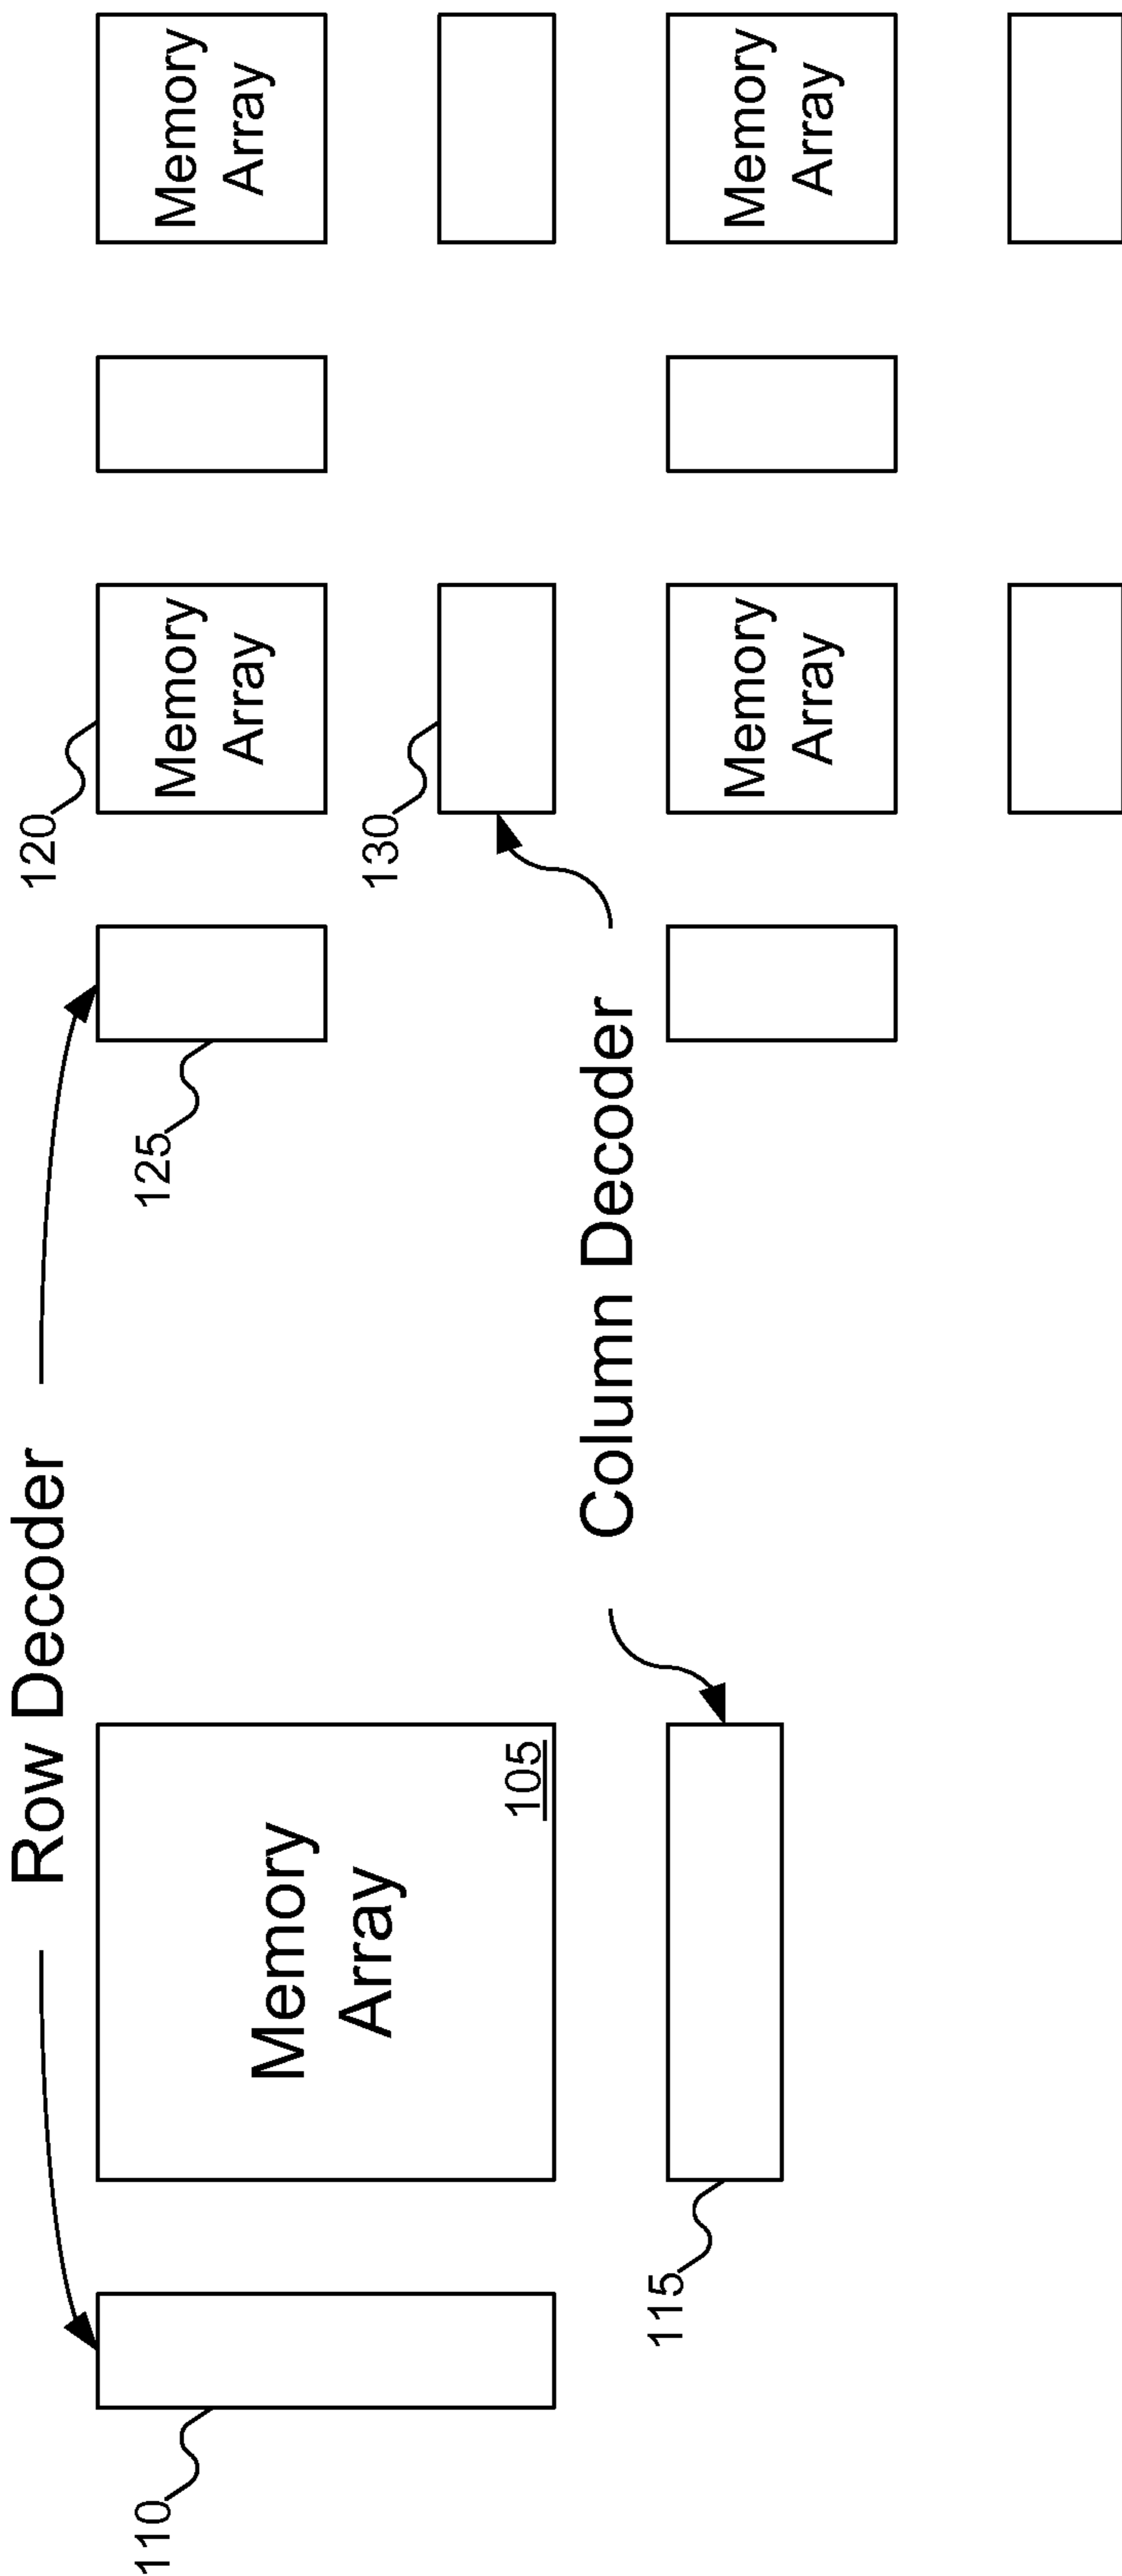 Row Decoder
120
110
125
Memory
Array
Memory
Array
Memory
Array
130
105
Column Decoder
115
Memory
Array
Memory
Array